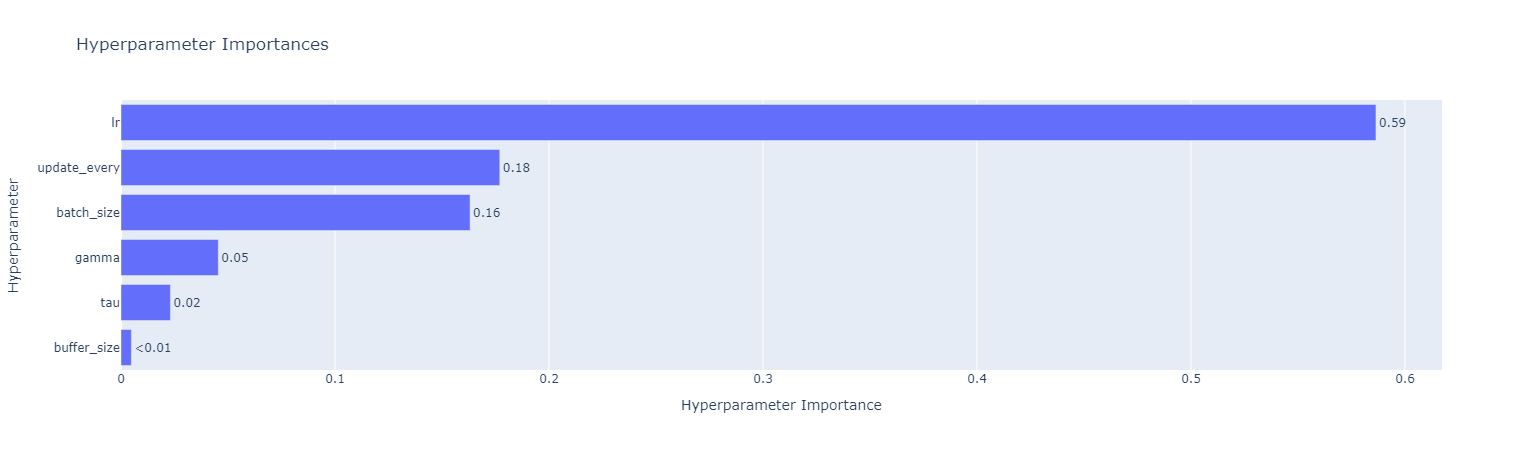 Hyperparameter Importances
Hyperparameter
lr
0.59
update_every
0.18
batch_size
0.16
gamma
0.05
tau
0.02
buffer_size
<0.01
0
0.1
0.2
0.3
0.4
0.5
0.6
Hyperparameter Importance